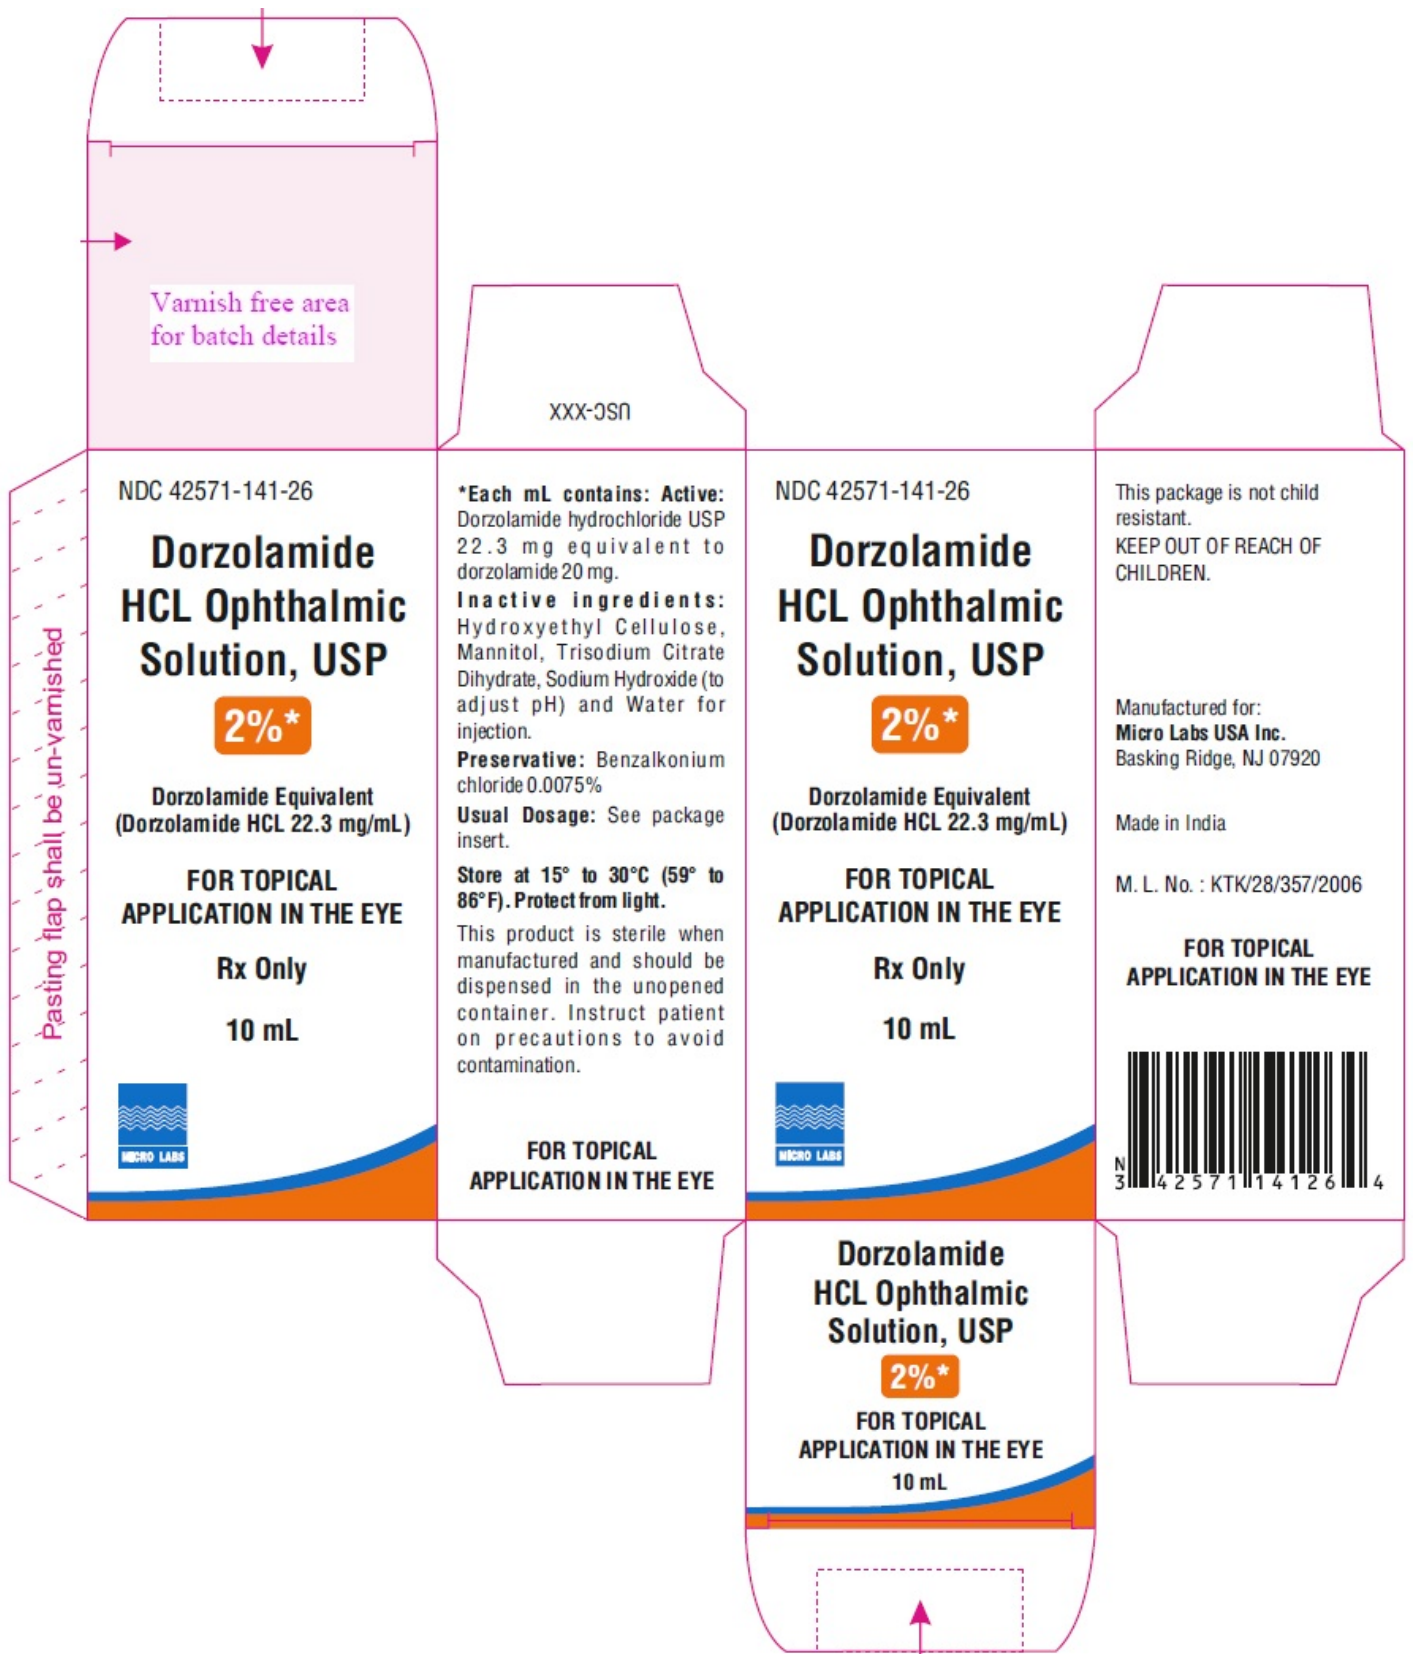 Varnish free area
for batch details
USC-XXX
Pasting flap shall be un-varnished
NDC 42571-141-26
Dorzolamide
HCL Ophthalmic
Solution, USP
2%*
Dorzolamide Equivalent
(Dorzolamide HCL 22.3 mg/mL)
FOR TOPICAL
APPLICATION IN THE EYE
Rx Only
10 mL
MICRO LABS
*Each mL contains: Active:
Dorzolamide hydrochloride USP
22.3 mg equivalent to
dorzolamide 20 mg.
Inactive ingredients:
Hydroxyethyl Cellulose,
Mannitol, Trisodium Citrate
Dihydrate, Sodium Hydroxide (to
adjust pH) and Water for
injection.
Preservative: Benzalkonium
chloride 0.0075%
Usual Dosage: See package
insert.
Store at 15° to 30°C (59° to
86°F). Protect from light.
This product is sterile when
manufactured and should be
dispensed in the unopened
container. Instruct patient
on precautions to avoid
contamination.
FOR TOPICAL
APPLICATION IN THE EYE
NDC 42571-141-26
Dorzolamide
HCL Ophthalmic
Solution, USP
2%*
Dorzolamide Equivalent
(Dorzolamide HCL 22.3 mg/mL)
FOR TOPICAL
APPLICATION IN THE EYE
Rx Only
10 mL
MICRO LABS
This package is not child
resistant.
KEEP OUT OF REACH OF
CHILDREN.
Manufactured for:
Micro Labs USA Inc.
Basking Ridge, NJ 07920
Made in India
M. L. No. : KTK/28/357/2006
FOR TOPICAL
APPLICATION IN THE EYE
N
3 42571 14126 4
Dorzolamide
HCL Ophthalmic
Solution, USP
2%*
FOR TOPICAL
APPLICATION IN THE EYE
10 mL